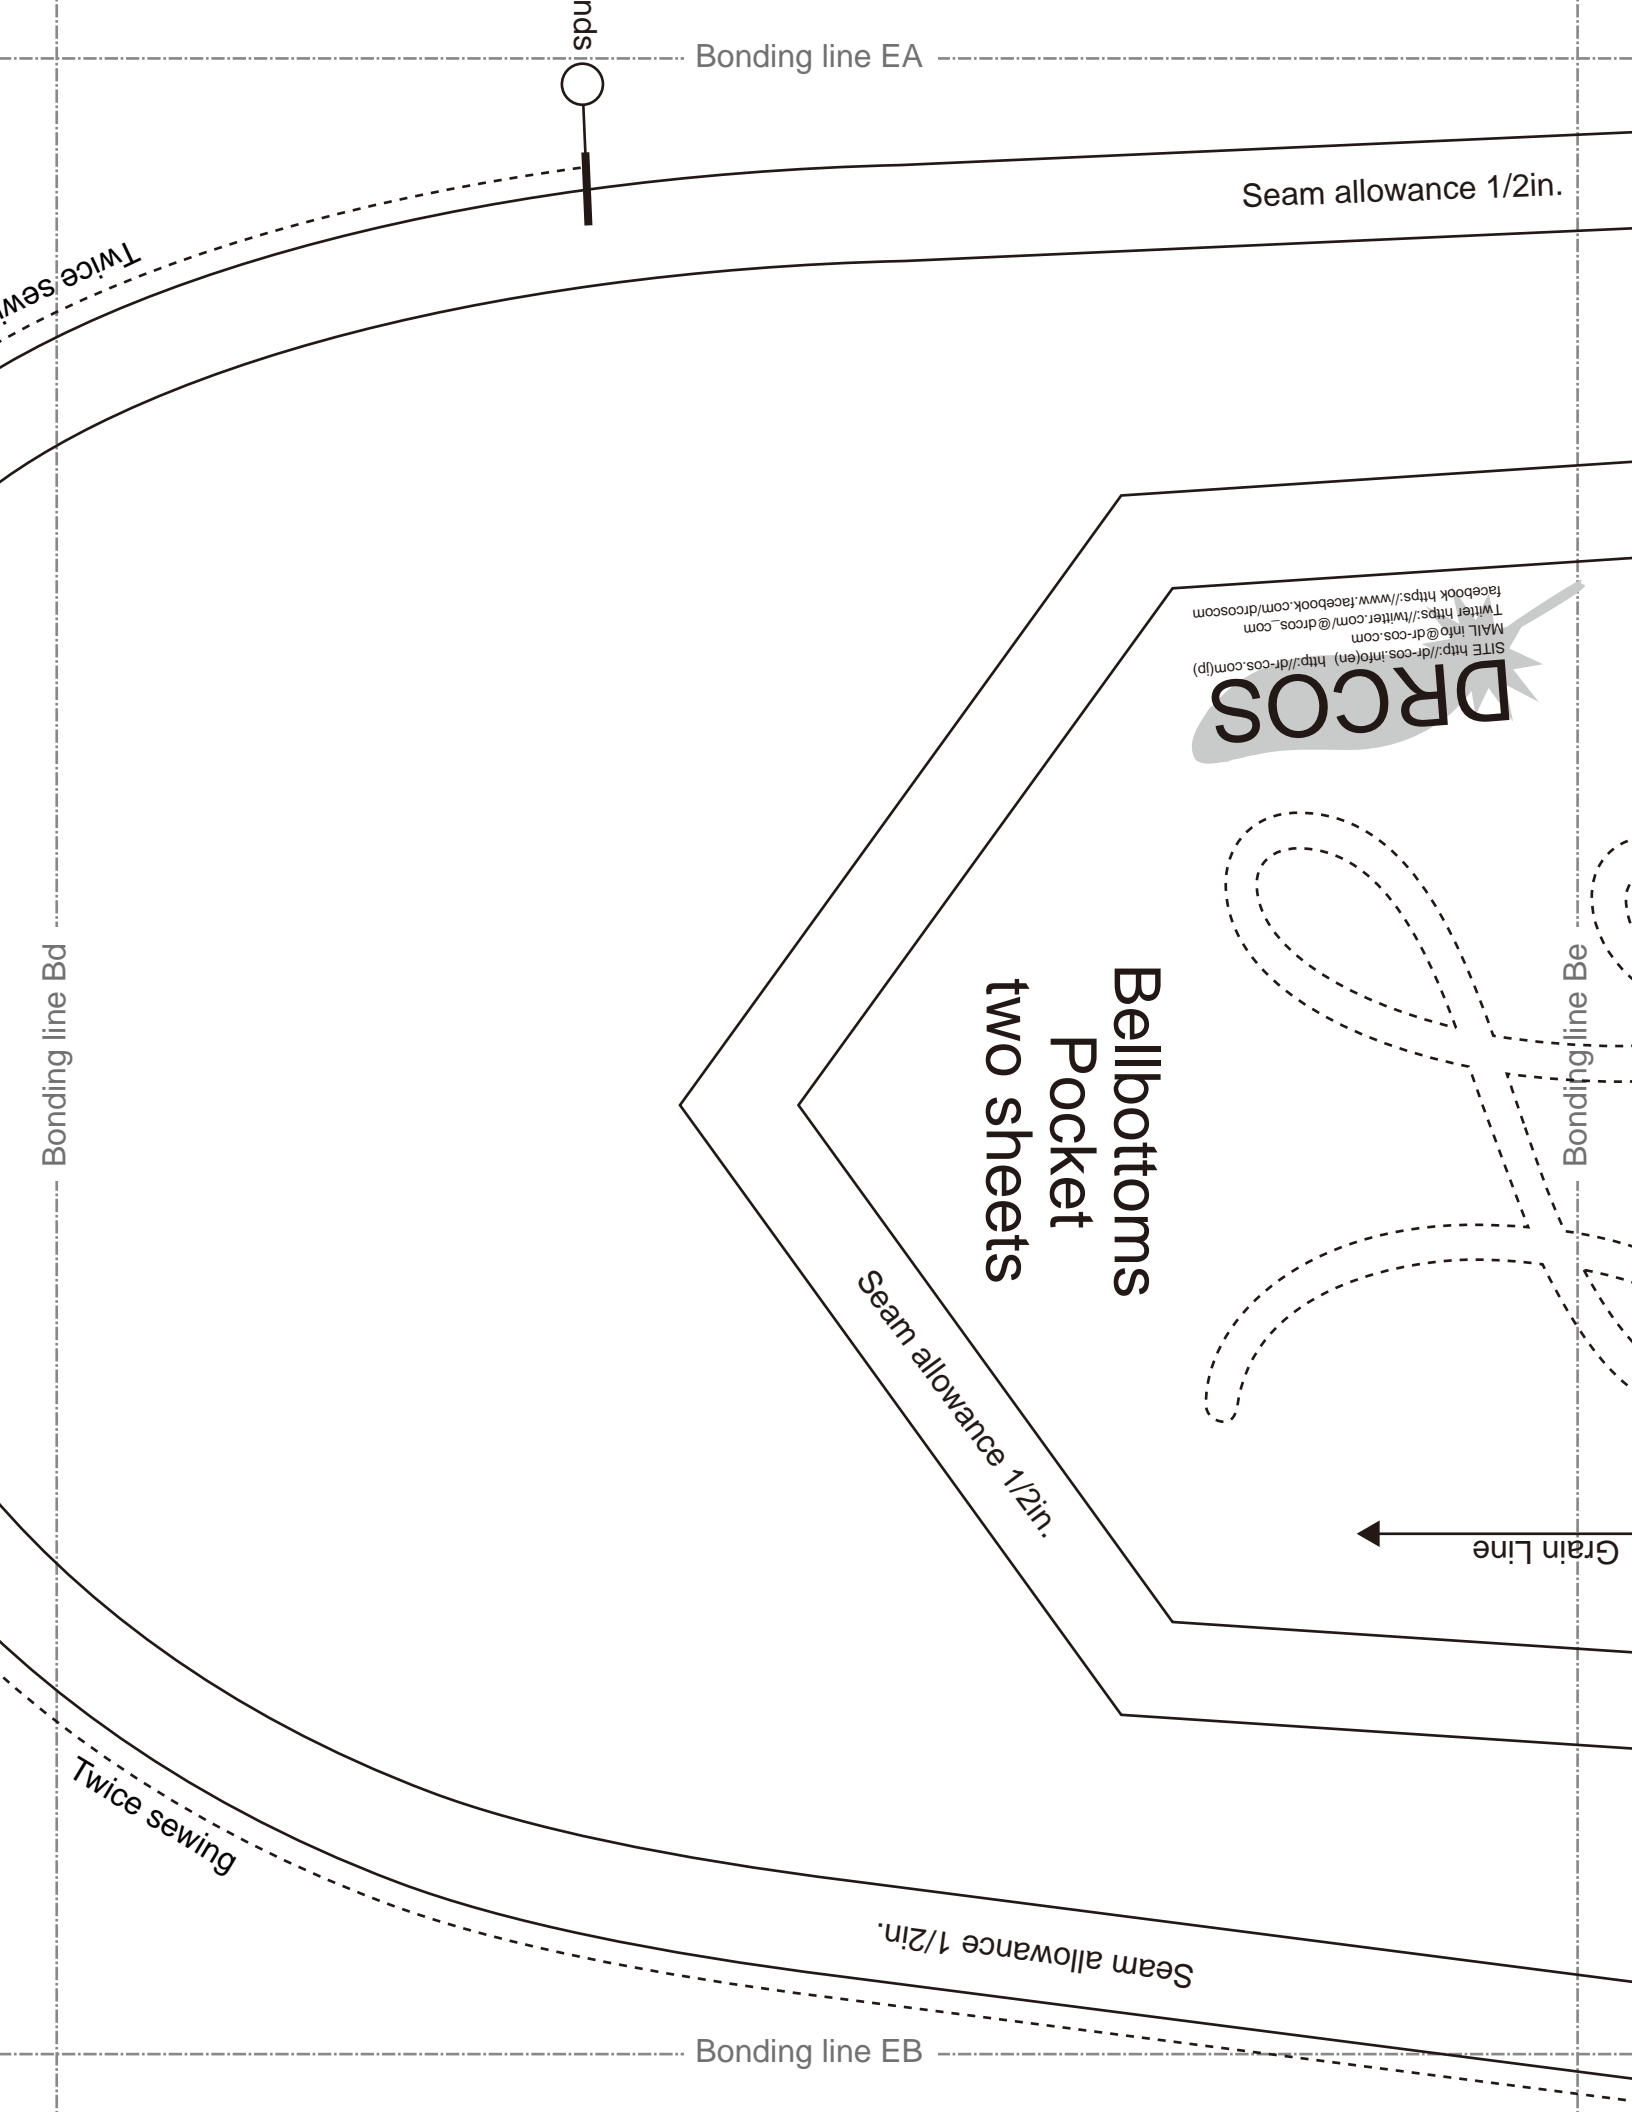 nds
Bonding line EA
Seam allowance 1/2in.
Twice sewi
DRCOS
SITE http://dr-cos.info(en) http://dr-cos.com(jp)
MAIL info@dr-cos.com
Twitter https://twitter.com/@drcos_com
facebook https://www.facebook.com/drcoscom
Bonding line Bd
Bellbottoms
Pocket
two sheets
Bonding line Be
Seam allowance 1/2in.
Grain Line
Twice sewing
Seam allowance 1/2in.
Bonding line EB